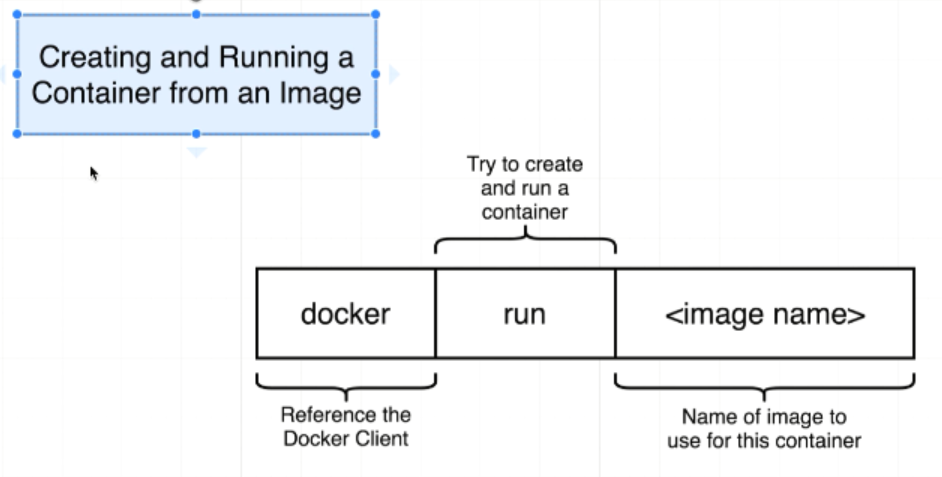 Creating and Running a
Container from an Image
Try to create
and run a
container
docker
run
<image name>
Reference the
Docker Client
Name of image to
use for this container